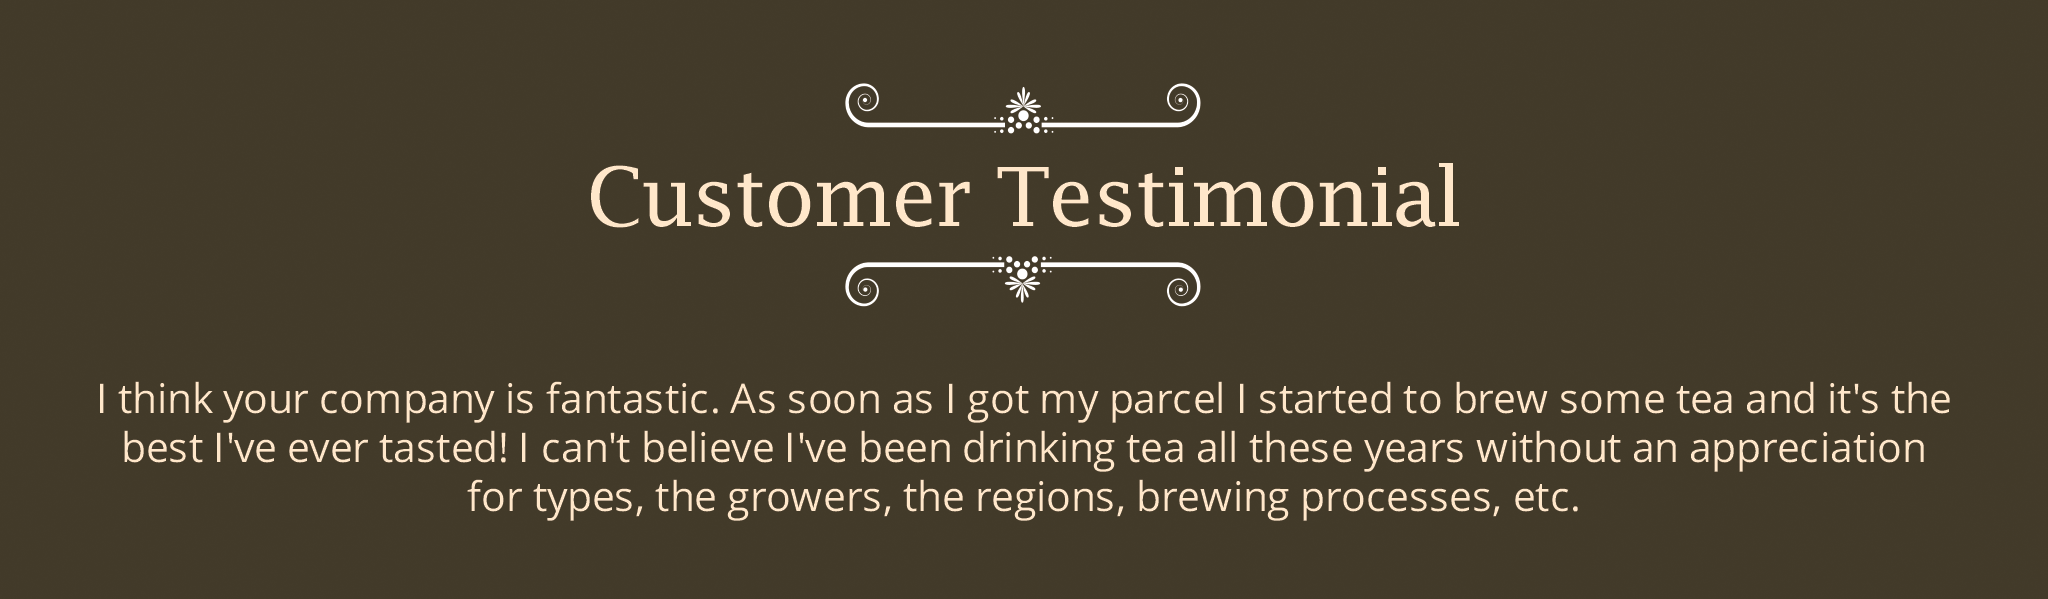 Customer Testimonial
I think your company is fantastic. As soon as I got my parcel I started to brew some tea and it's the
best I've ever tasted! I can't believe I've been drinking tea all these years without an appreciation
for types, the growers, the regions, brewing processes, etc.